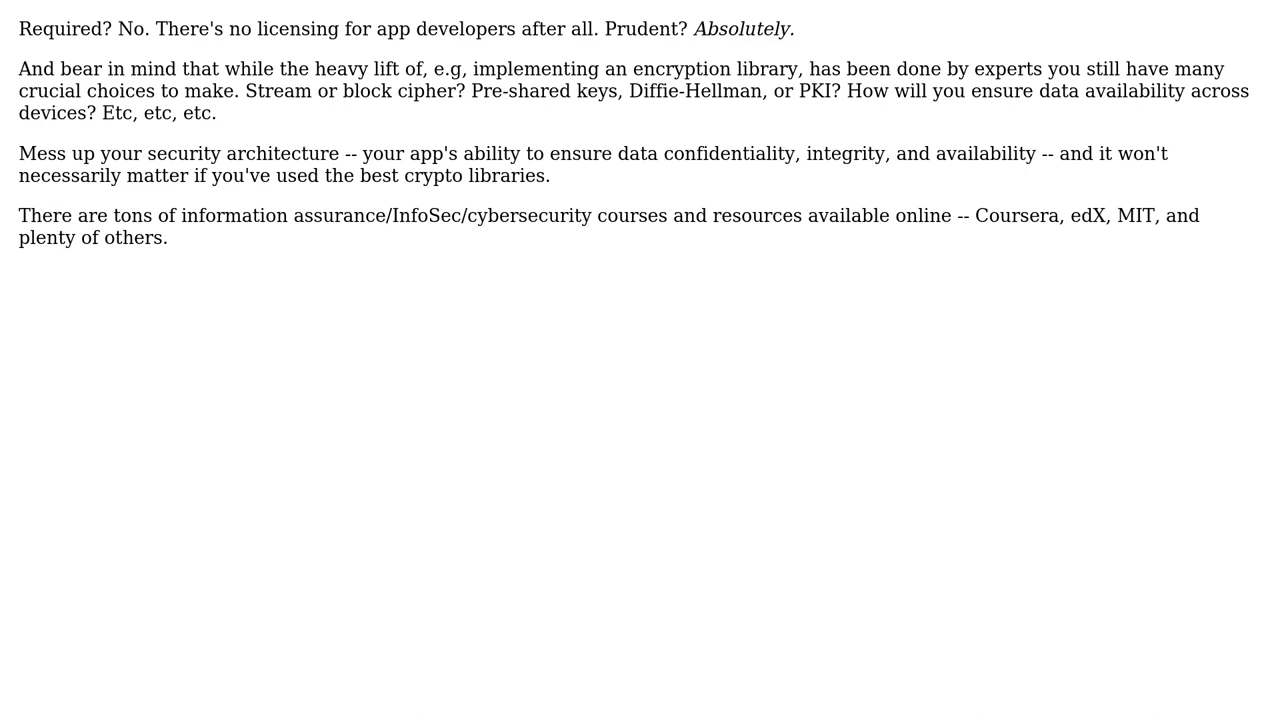 Required? No. There's no licensing for app developers after all. Prudent? Absolutely.
And bear in mind that while the heavy lift of, e.g, implementing an encryption library, has been done by experts you still have many
crucial choices to make. Stream or block cipher? Pre-shared keys, Diffie-Hellman, or PKI? How will you ensure data availability across
devices? Etc, etc, etc.
Mess up your security architecture -- your app's ability to ensure data confidentiality, integrity, and availability -- and it won't
necessarily matter if you've used the best crypto libraries.
There are tons of information assurance/InfoSec/cybersecurity courses and resources available online -- Coursera, edX, MIT, and
plenty of others.